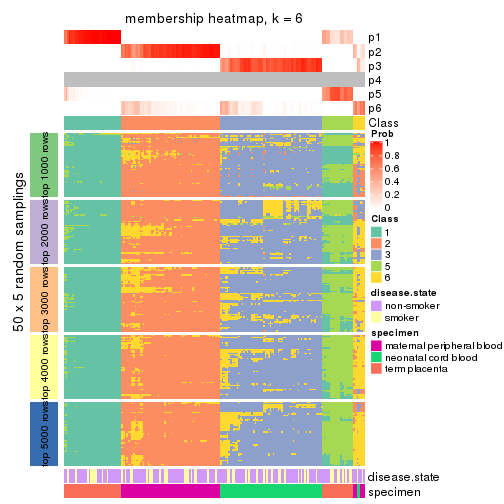 membership heatmap, k = 6
p1
p2
p3
p4
p5
p6
Class
50 x 5 random samplings
top 1000 rows
top 2000 rows
top 3000 rows
top 4000 rows
top 5000 rows
disease.state
specimen
Prob
1
0.8
0.6
0.4
0.2
0
Class
1
2
3
5
6
disease.state
non-smoker
smoker
specimen
maternal peripheral blood
neonatal cord blood
term placenta